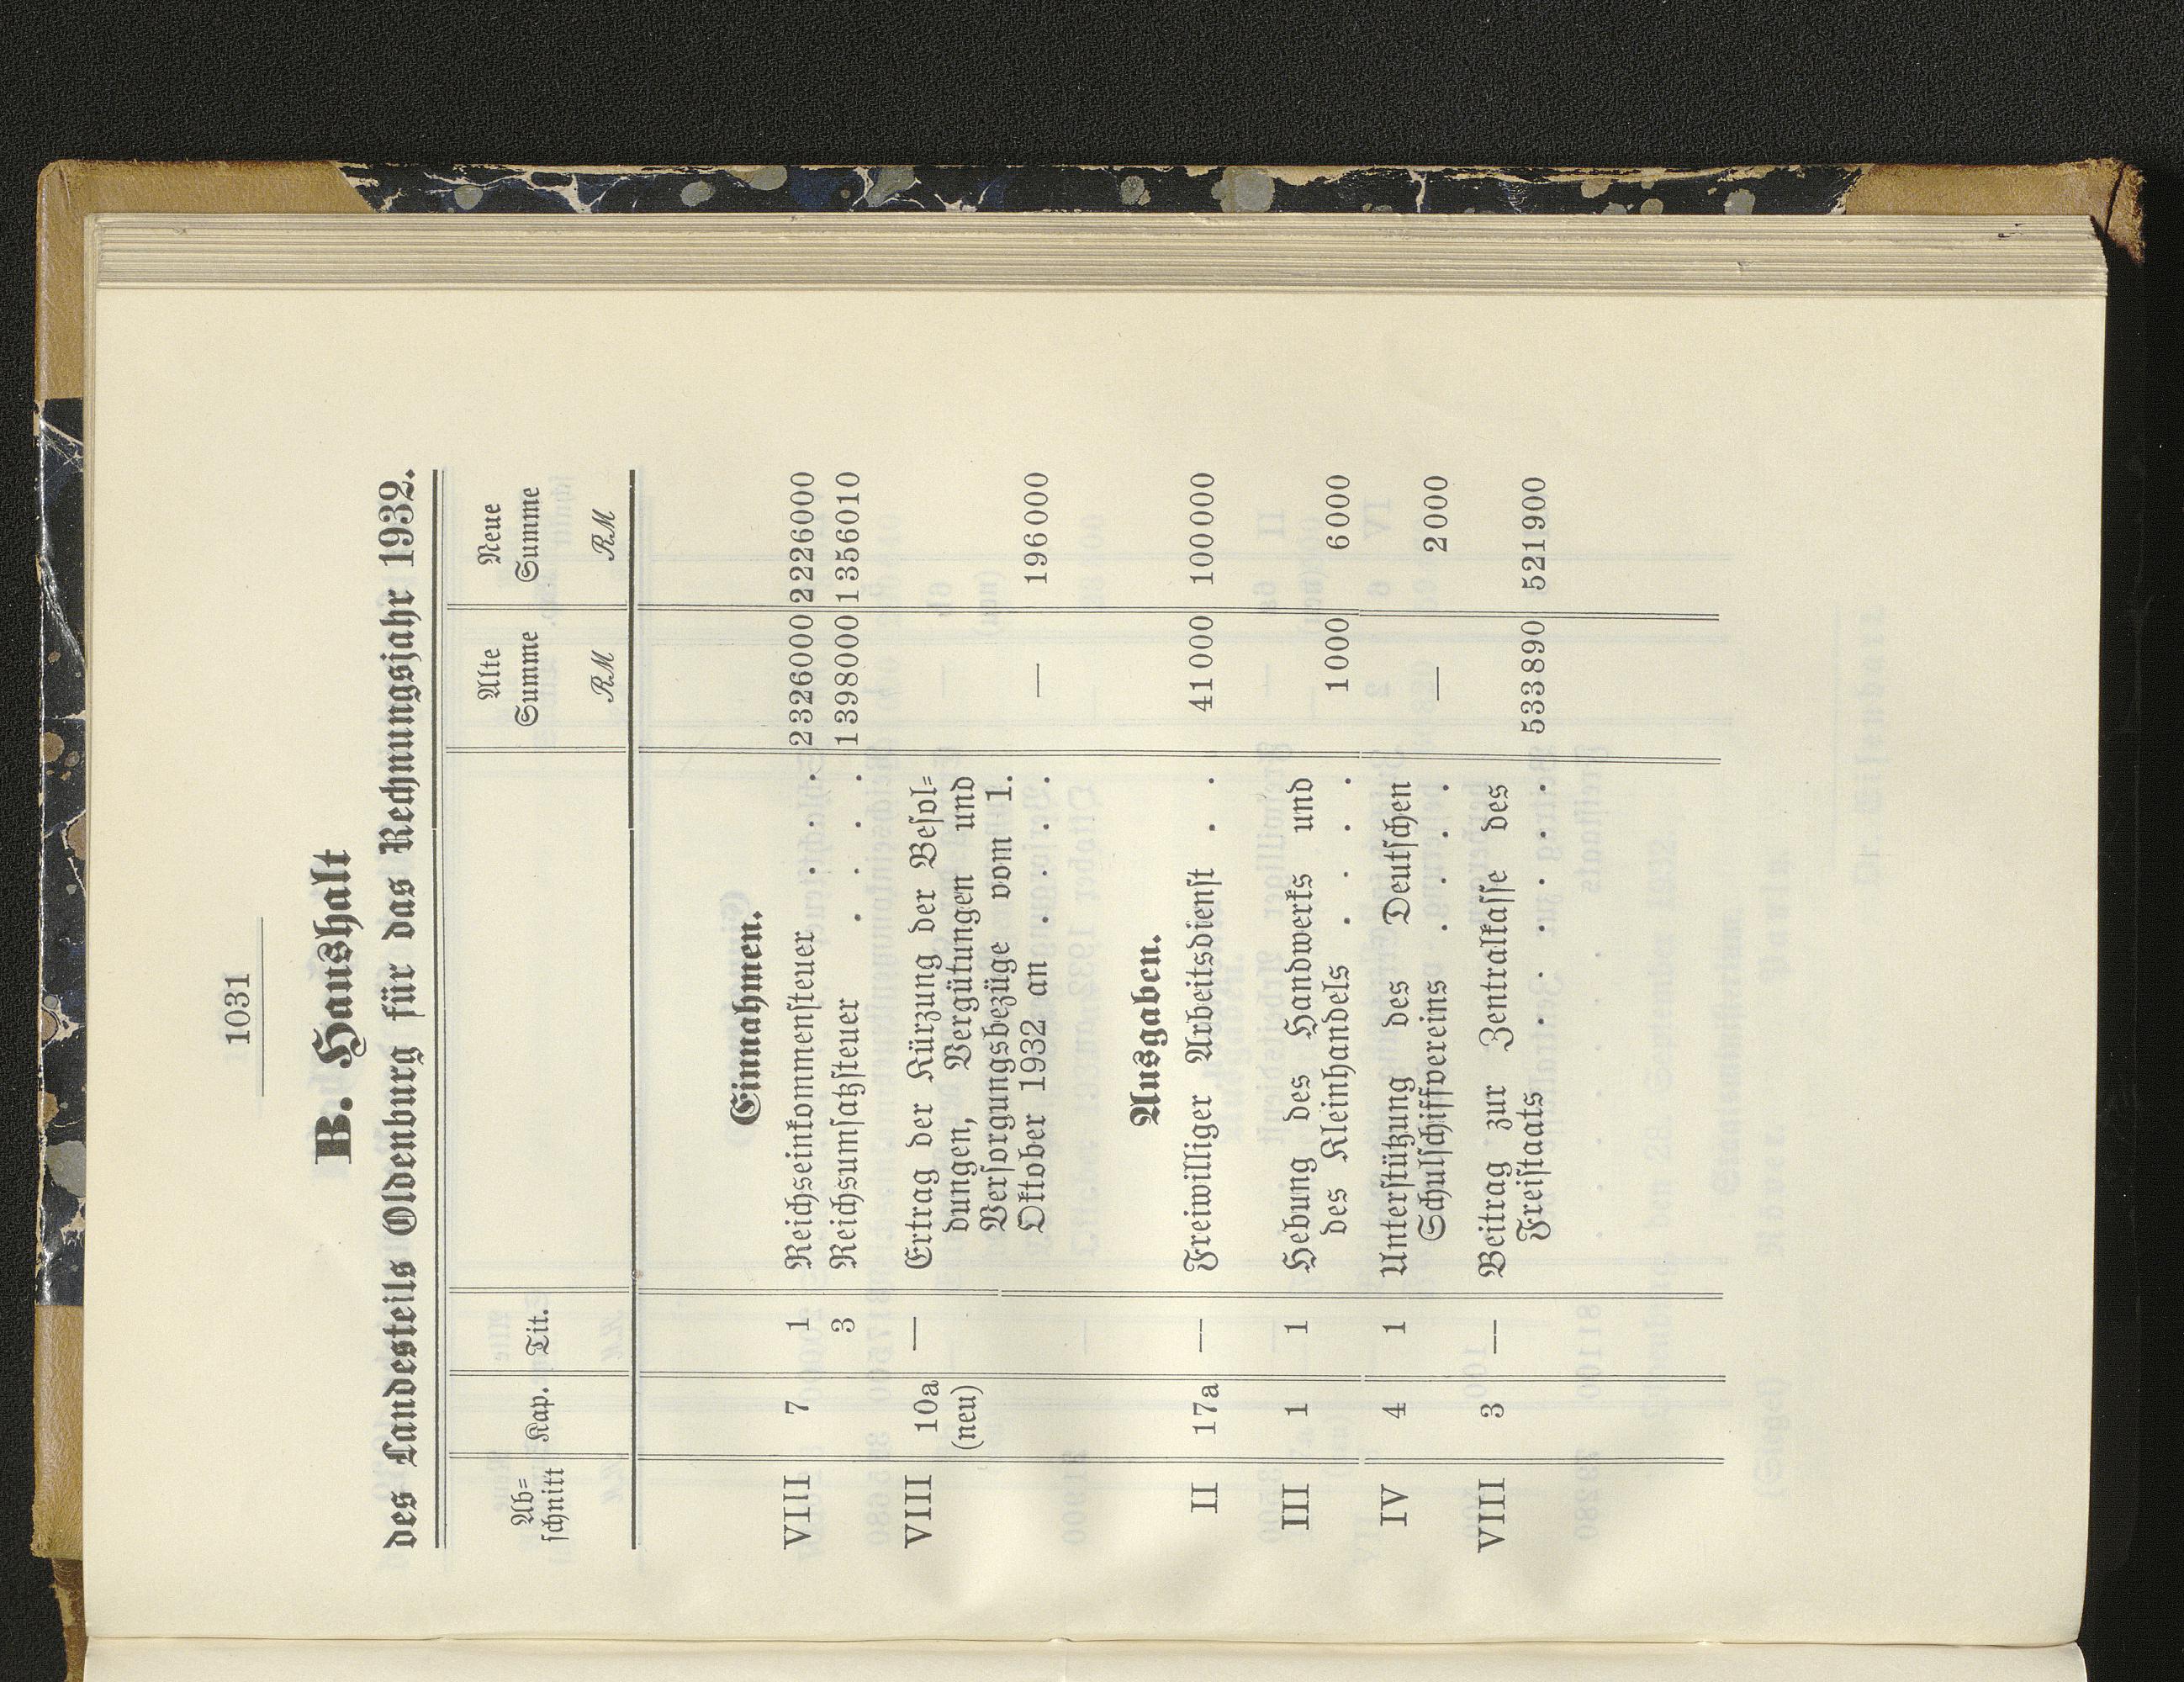 1031
B. Haushalt
des Landesteils Oldenburg für das Rechnungsjahr 1932.
Ab=
schnitt Kap. Tit. Alte Summe RM Neue Summe RM
Einnahmen.
VII 7 1 Reichseinkommensteuer . . . 2326000 2226000
3 Reichsumsatzsteuer . . . . 1398000 1356010
VIII 10a — Ertrag der Kürzung der Besol=
(neu) dungen, Vergütungen und
Versorgungsbezüge vom 1.
Oktober 1932 an . . . . — 196000
Ausgaben.
II 17a — Freiwilliger Arbeitsdienst . . 41000 100000
III 1 1 Hebung des Handwerks und
des Kleinhandels . . . . 1000 6000
IV 4 1 Unterstützung des Deutschen
Schulschiffvereins . . . . — 2000
VIII 3 — Beitrag zur Zentralkasse des
Freistaats . . . . . . 533890 521900